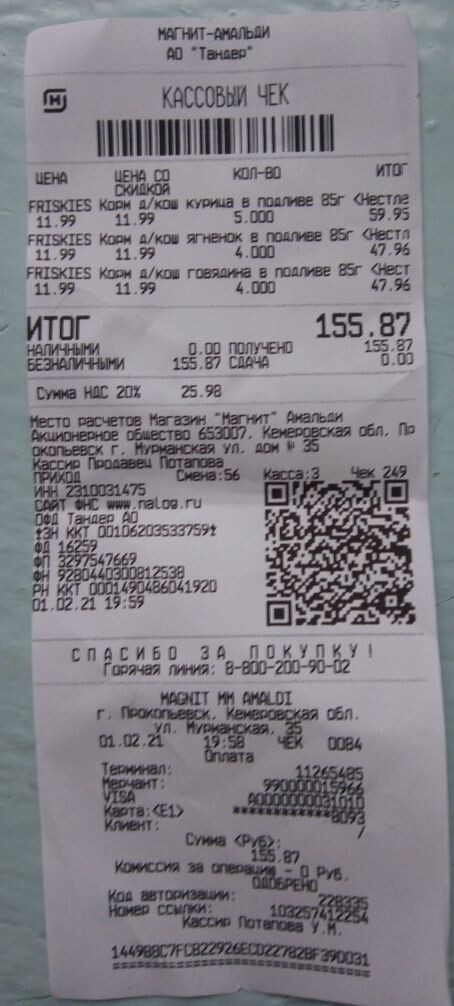 МАГНИТ-АМАЛЬДИ
АО "Тандер"
КАССОВЫЙ ЧЕК
ЦЕНА ЦЕНА СО СКИДКОЙ КОЛ-ВО ИТОГ
FRISKIES Корм д/кош курица в подливе 85г <Нестле
11.99 11.99 5.000 59.95
FRISKIES Корм д/кош ягненок в подливе 85г <Нестл
11.99 11.99 4.000 47.96
FRISKIES Корм д/кош говядина в подливе 85г <Нест
11.99 11.99 4.000 47.96
ИТОГ 155.87
НАЛИЧНЫМИ 0.00 ПОЛУЧЕНО 155.87
БЕЗНАЛИЧНЫМИ 155.87 СДАЧА 0.00
Сумма НДС 20% 25.98
Место расчетов Магазин "Магнит" Амальди
Акционерное общество 653007, Кемеровская обл. Пр
окопьевск г. Мурманская ул. дом № 35
Кассир Продавец Потапова
ПРИХОД Смена:56 Касса:3 Чек 249
ИНН 2310031475
САЙТ ФНС www.nalog.ru
ОФД Тандер АО
*ЗН ККТ 001062035337593*
ФД 16259
ФП 3297547669
ФН 9280440300812538
РН ККТ 0001490486041920
01.02.21 19:59
СПАСИБО ЗА ПОКУПКУ!
Горячая линия: 8-800-200-90-02
MAGNIT MM AMALDI
г. Прокопьевск, Кемеровская обл.
ул. Мурманская, 35
01.02.21 19:58 ЧЕК 0084
Оплата
Терминал: 11265485
Мерчант: 990000015966
VISA A0000000031010
Карта:<E1> ************8093
Клиент: /
Сумма <Руб>:
155.87
Комиссия за операцию - 0 Руб.
ОДОБРЕНО
Код авторизации: 228335
Номер ссылки: 103257412254
Кассир Потапова У.М.
1449B8C7FCB22926ECD22782BF39D031
================================